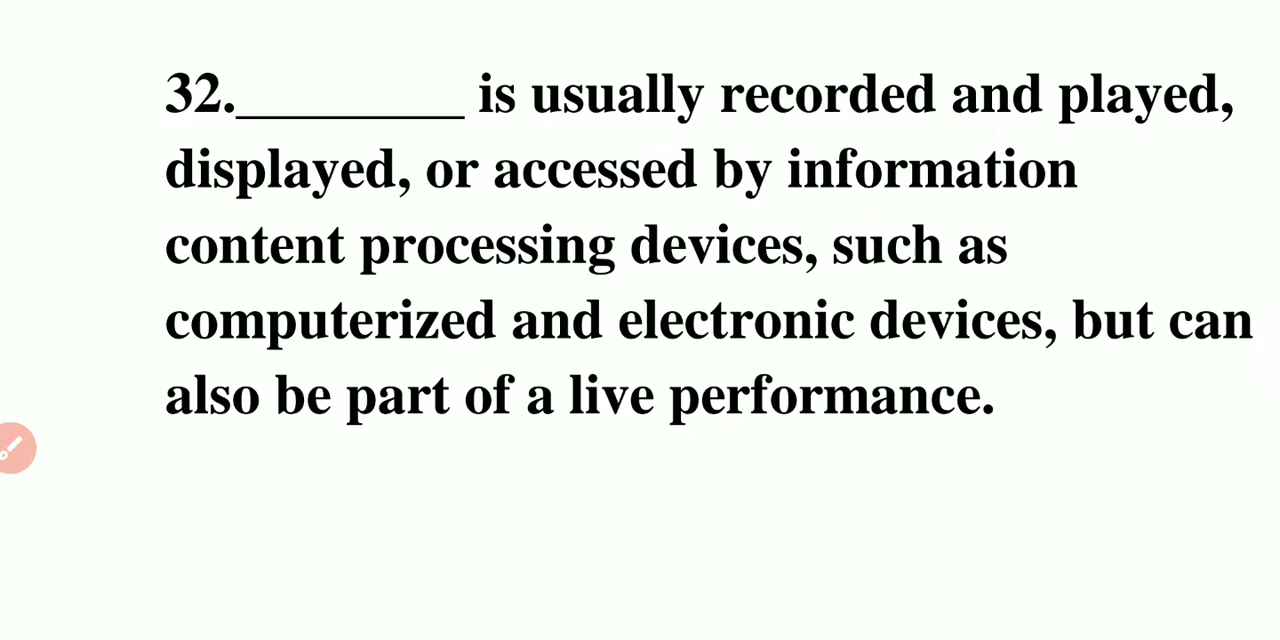 32.________ is usually recorded and played,
displayed, or accessed by information
content processing devices, such as
computerized and electronic devices, but can
also be part of a live performance.